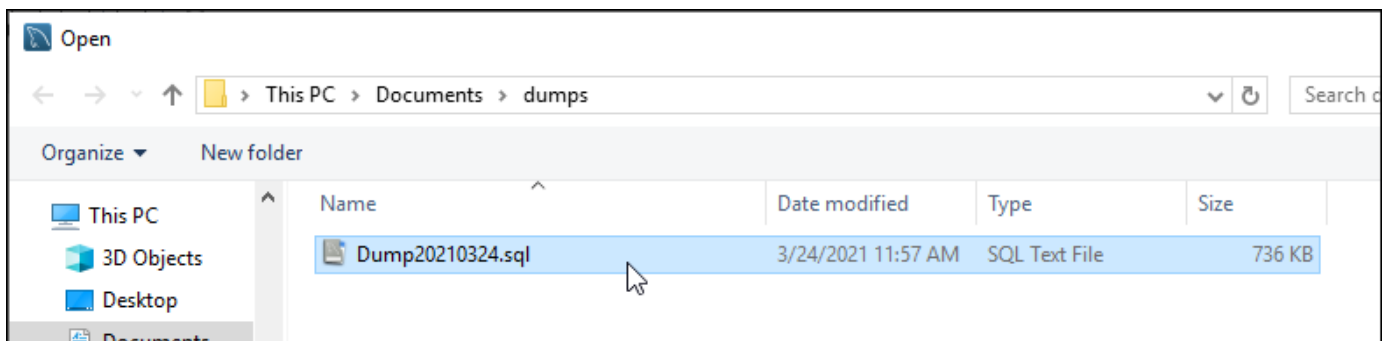 Open
This PC > Documents > dumps
Search
Organize
New folder
This PC
3D Objects
Desktop
Documents
Name
Date modified
Type
Size
Dump20210324.sql
3/24/2021 11:57 AM
SQL Text File
736 KB